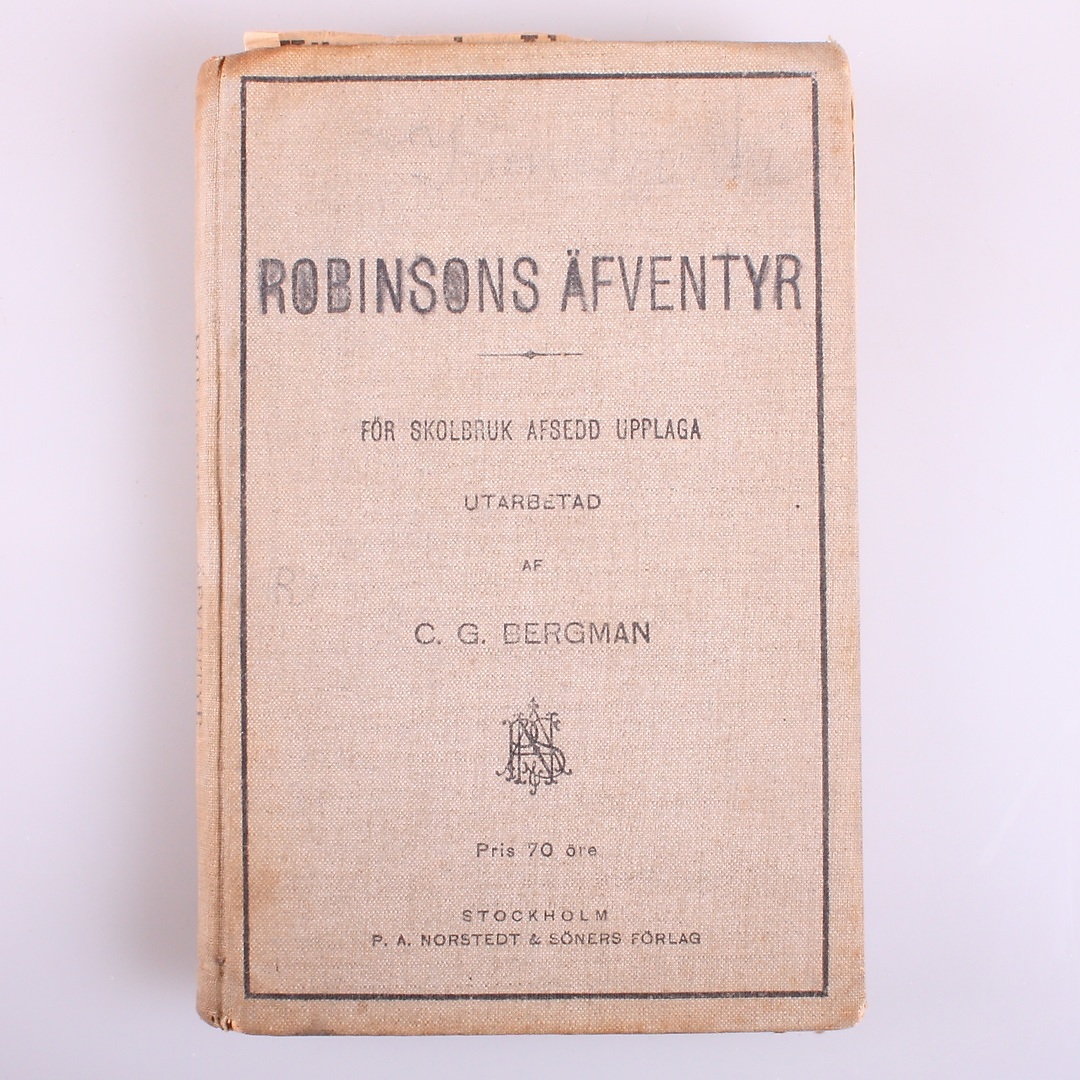 ROBINSONS ÄFVENTYR
FÖR SKOLBRUK AFSEDD UPPLAGA
UTARBETAD
AF
C. G. BERGMAN
Pris 70 öre
STOCKHOLM
P. A. NORSTEDT & SÖNERS FÖRLAG